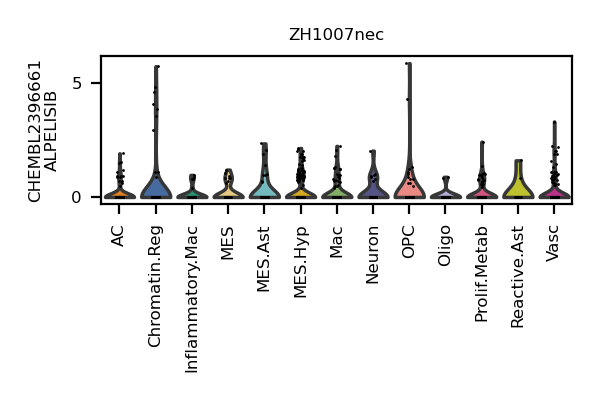 ZH1007nec
CHEMBL2396661
ALPELISIB
5
0
AC
Chromatin.Reg
Inflammatory.Mac
MES
MES.Ast
MES.Hyp
Mac
Neuron
OPC
Oligo
Prolif.Metab
Reactive.Ast
Vasc